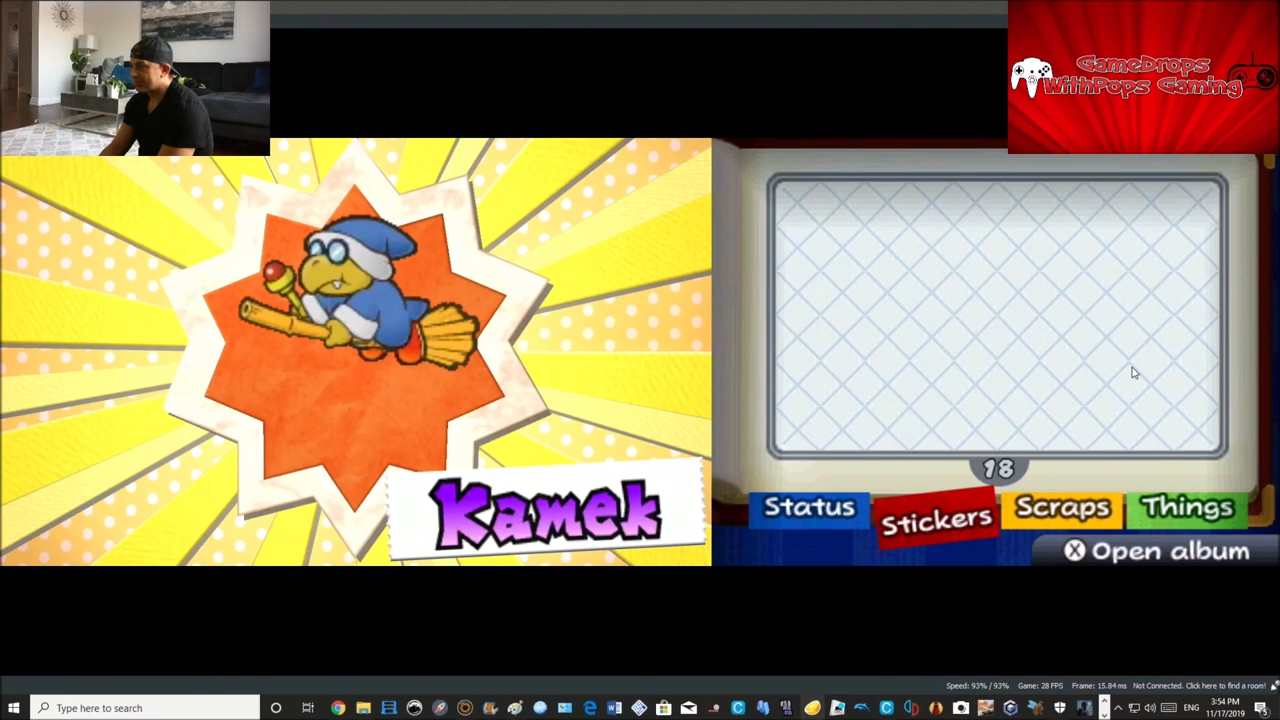 GameDrops
WithPops Gaming
Kamek
18
Status
Stickers
Scraps
Things
X Open album
Speed: 93% / 93% Game: 28 FPS Frame: 15.84 ms Not Connected. Click here to find a room!
Type here to search
ENG
3:54 PM
11/17/2019